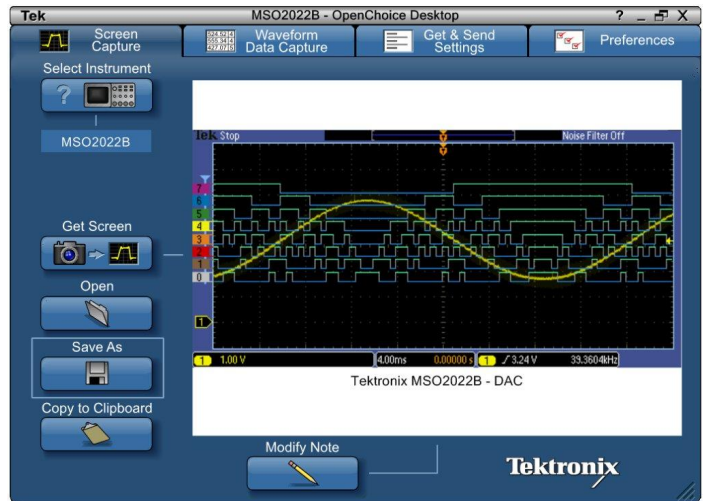 Tek
MSO2022B - OpenChoice Desktop
? _ X
Screen
Capture
Waveform
Data Capture
Get & Send
Settings
Preferences
Select Instrument
?
MSO2022B
Get Screen
Open
Save As
Copy to Clipboard
Tek Stop
Noise Filter Off
7
6
5
4
3
2
1
0
1
1 1.00 V
4.00ms 0.00000 s
1 3.24 V
39.3604kHz
Tektronix MSO2022B - DAC
Modify Note
Tektronix